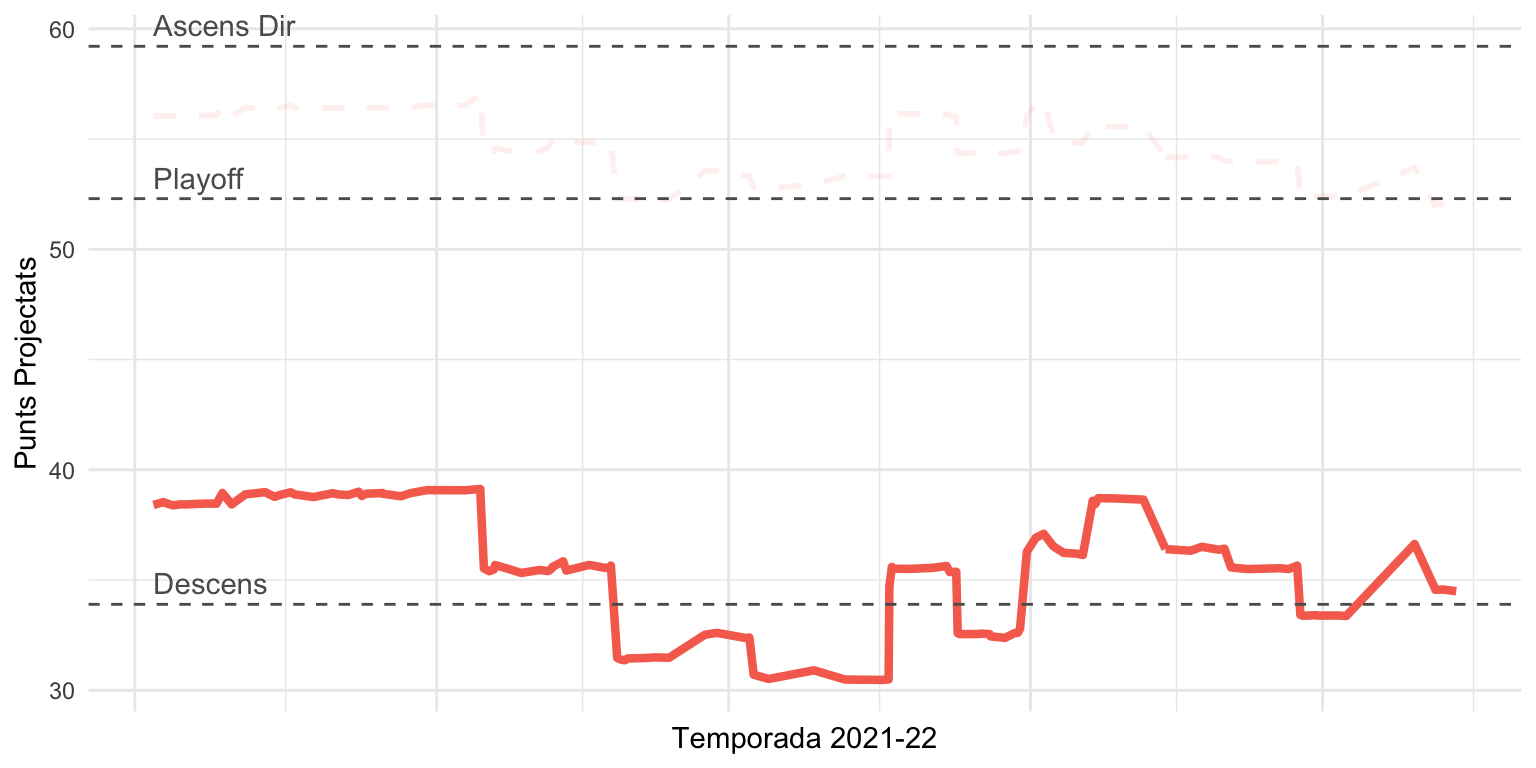 60
Ascens Dir
Playoff
50
Punts Projectats
40
Descens
30
Temporada 2021-22